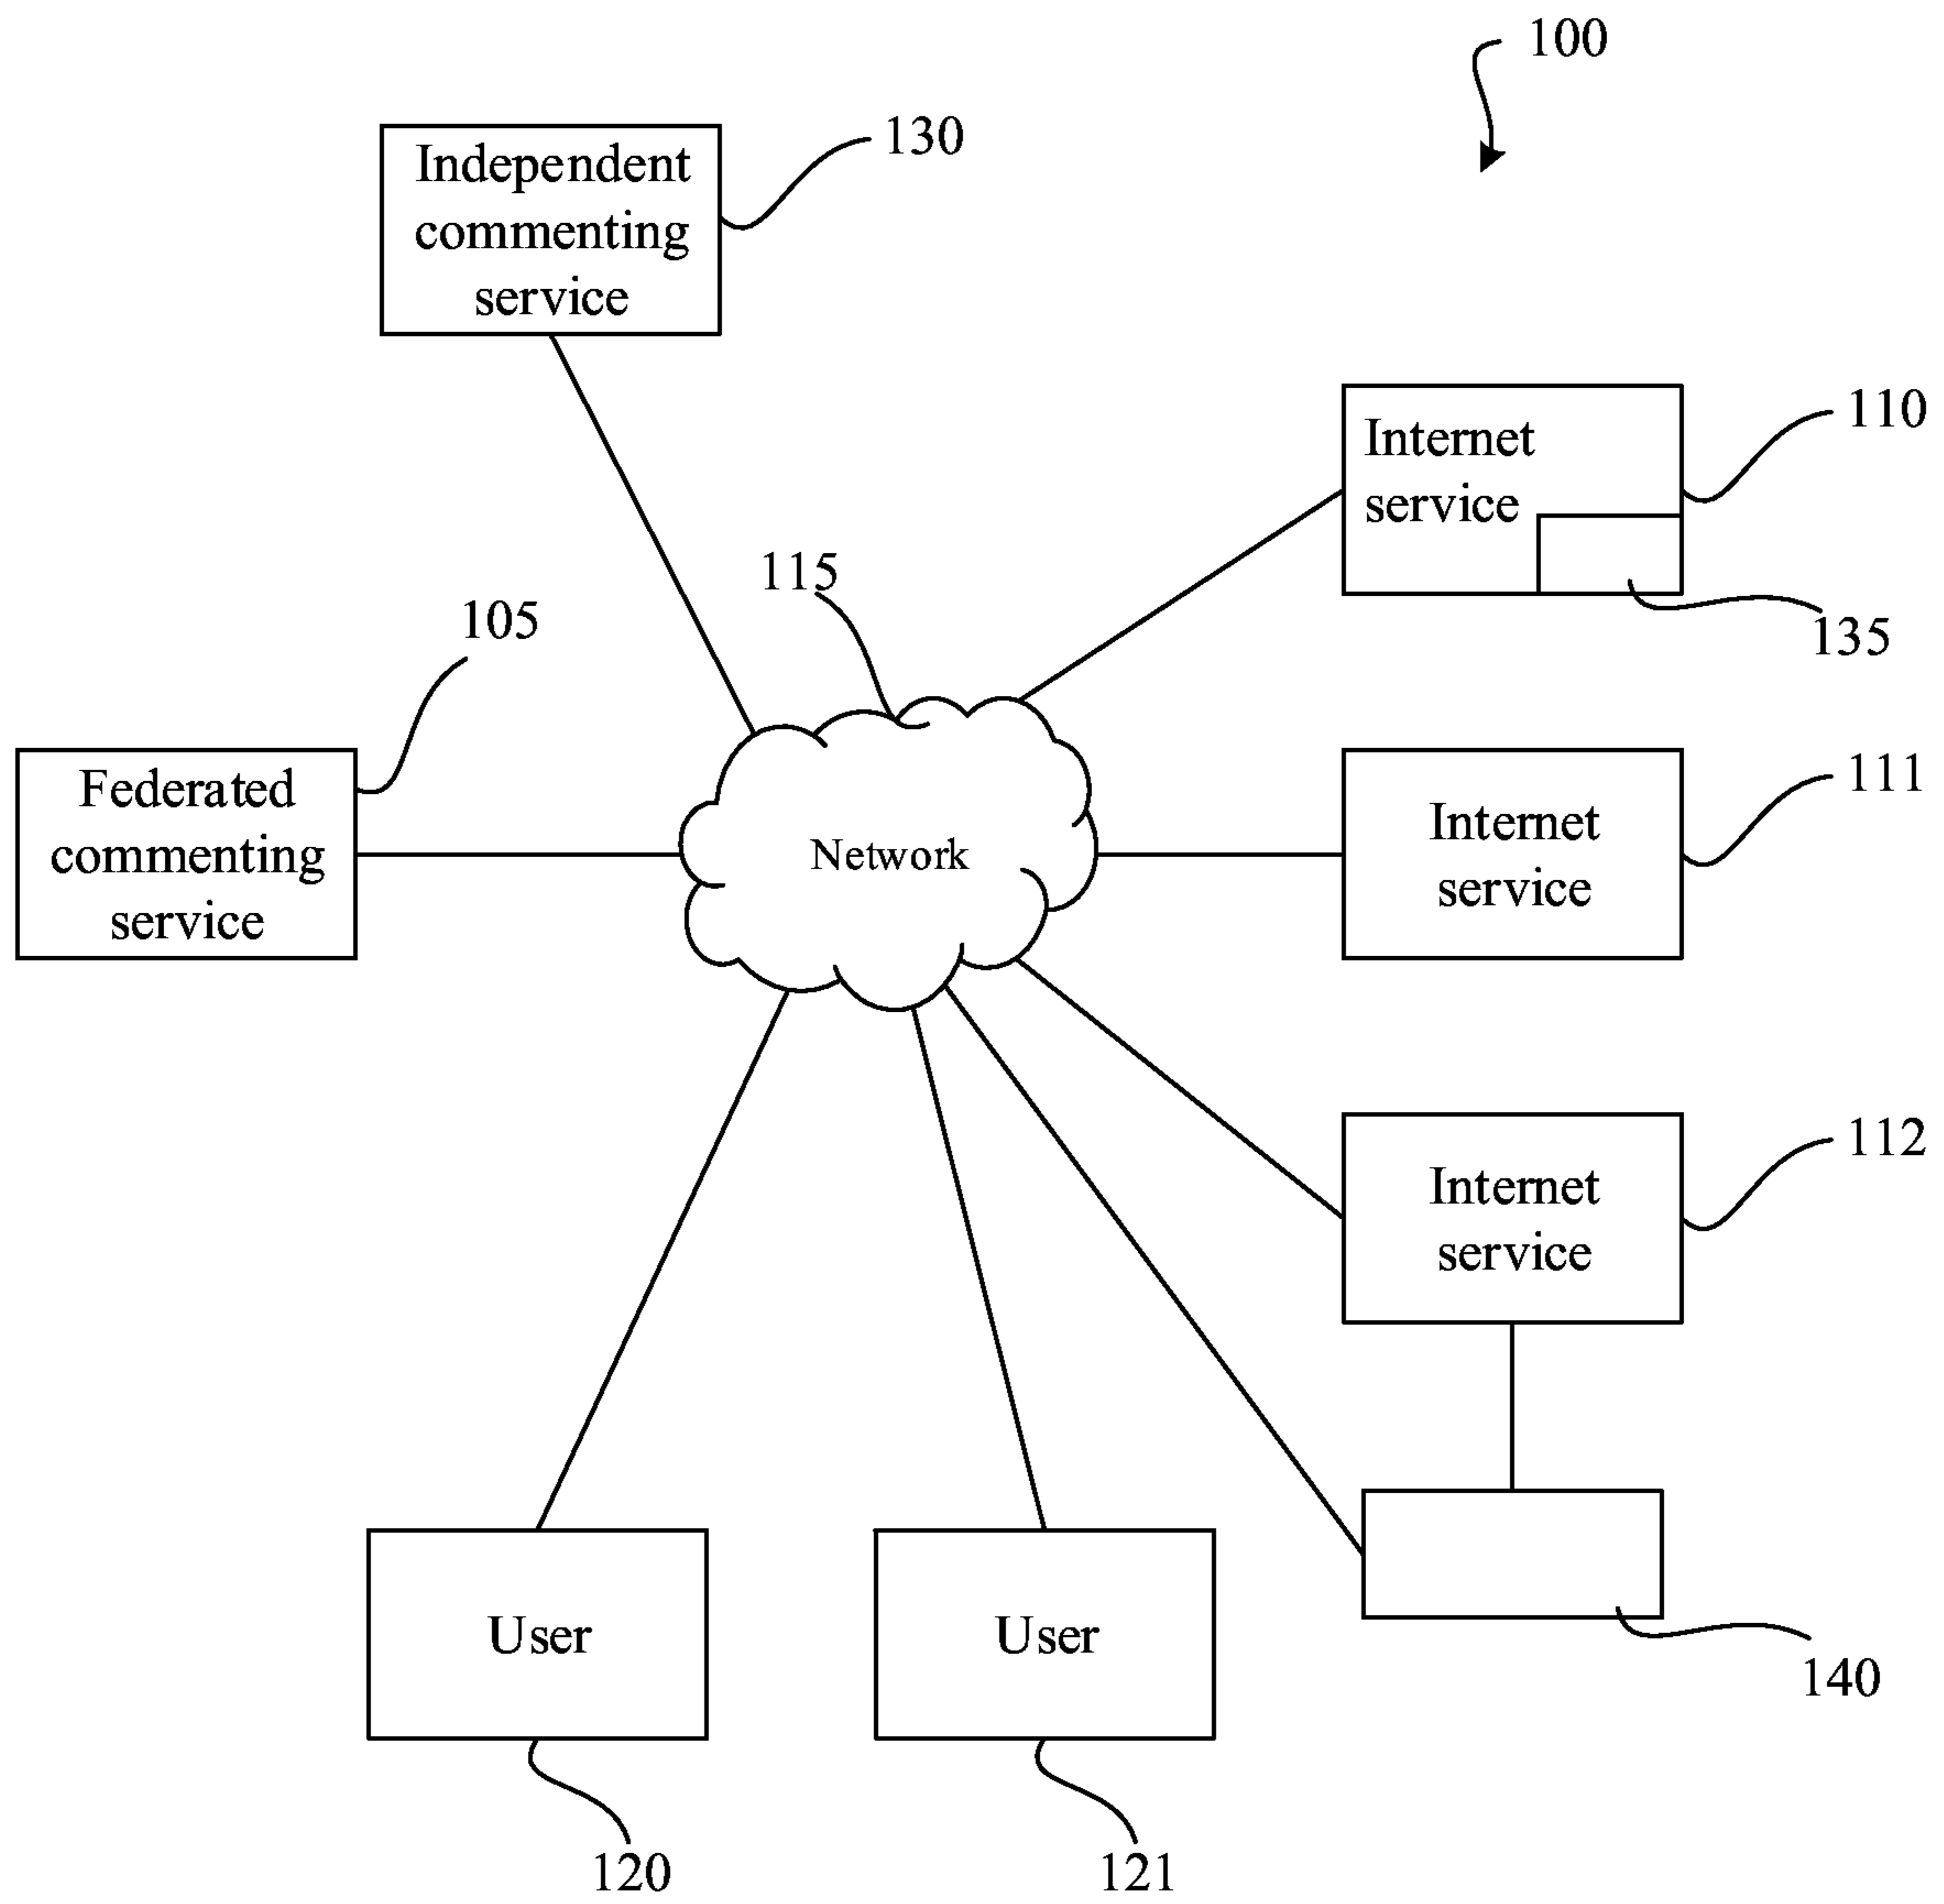 100
130
Independent
commenting
service
110
Internet
service
135
115
105
Federated
commenting
service
Network
111
Internet
service
112
Internet
service
140
User
User
120
121